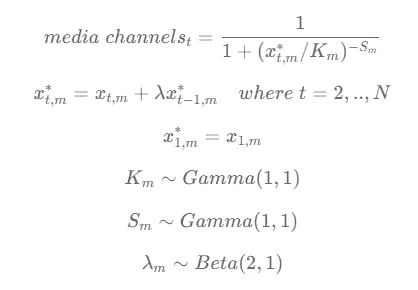 media channels_t = \frac{1}{1 + (x^*_{t,m}/K_m)^{-S_m}}
x^*_{t,m} = x_{t,m} + λx^*_{t-1,m} where t = 2, .., N
x^*_{1,m} = x_{1,m}
K_m ∼ Gamma(1, 1)
S_m ∼ Gamma(1, 1)
λ_m ∼ Beta(2, 1)